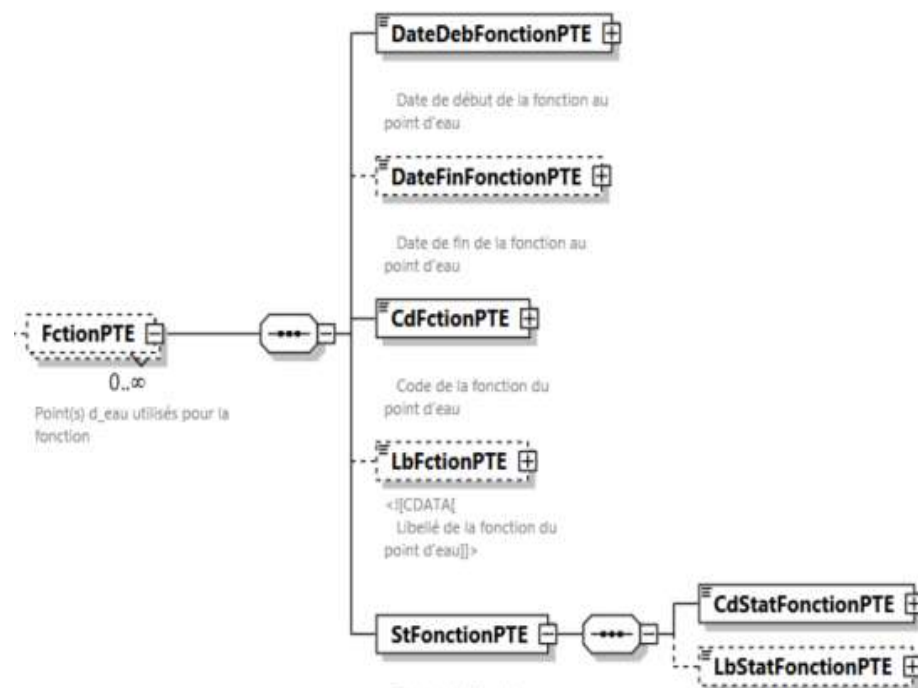 DateDebFonctionPTE
Date de début de la fonction au
point d'eau
DateFinFonctionPTE
Date de fin de la fonction au
point d'eau
CdFctionPTE
FctionPTE
0..∞
Point(s) d_eau utilisés pour la
fonction
Code de la fonction du
point d'eau
LbFctionPTE
<![CDATA[
Libellé de la fonction du
point d'eau]]>
CdStatFonctionPTE
StFonctionPTE
LbStatFonctionPTE